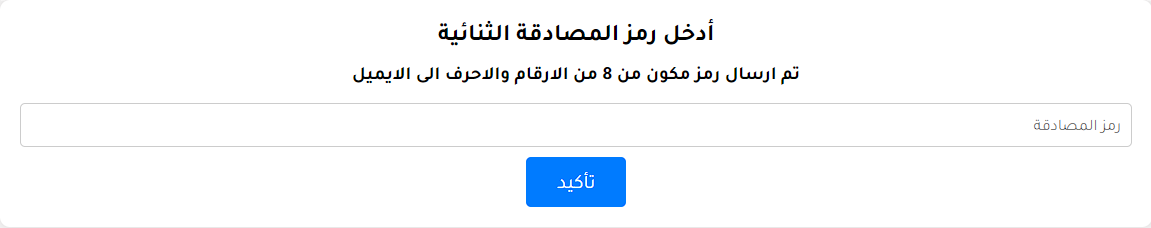 أدخل رمز المصادقة الثنائية
تم ارسال رمز مكون من 8 من الارقام والاحرف الى الايميل
رمز المصادقة
تأكيد